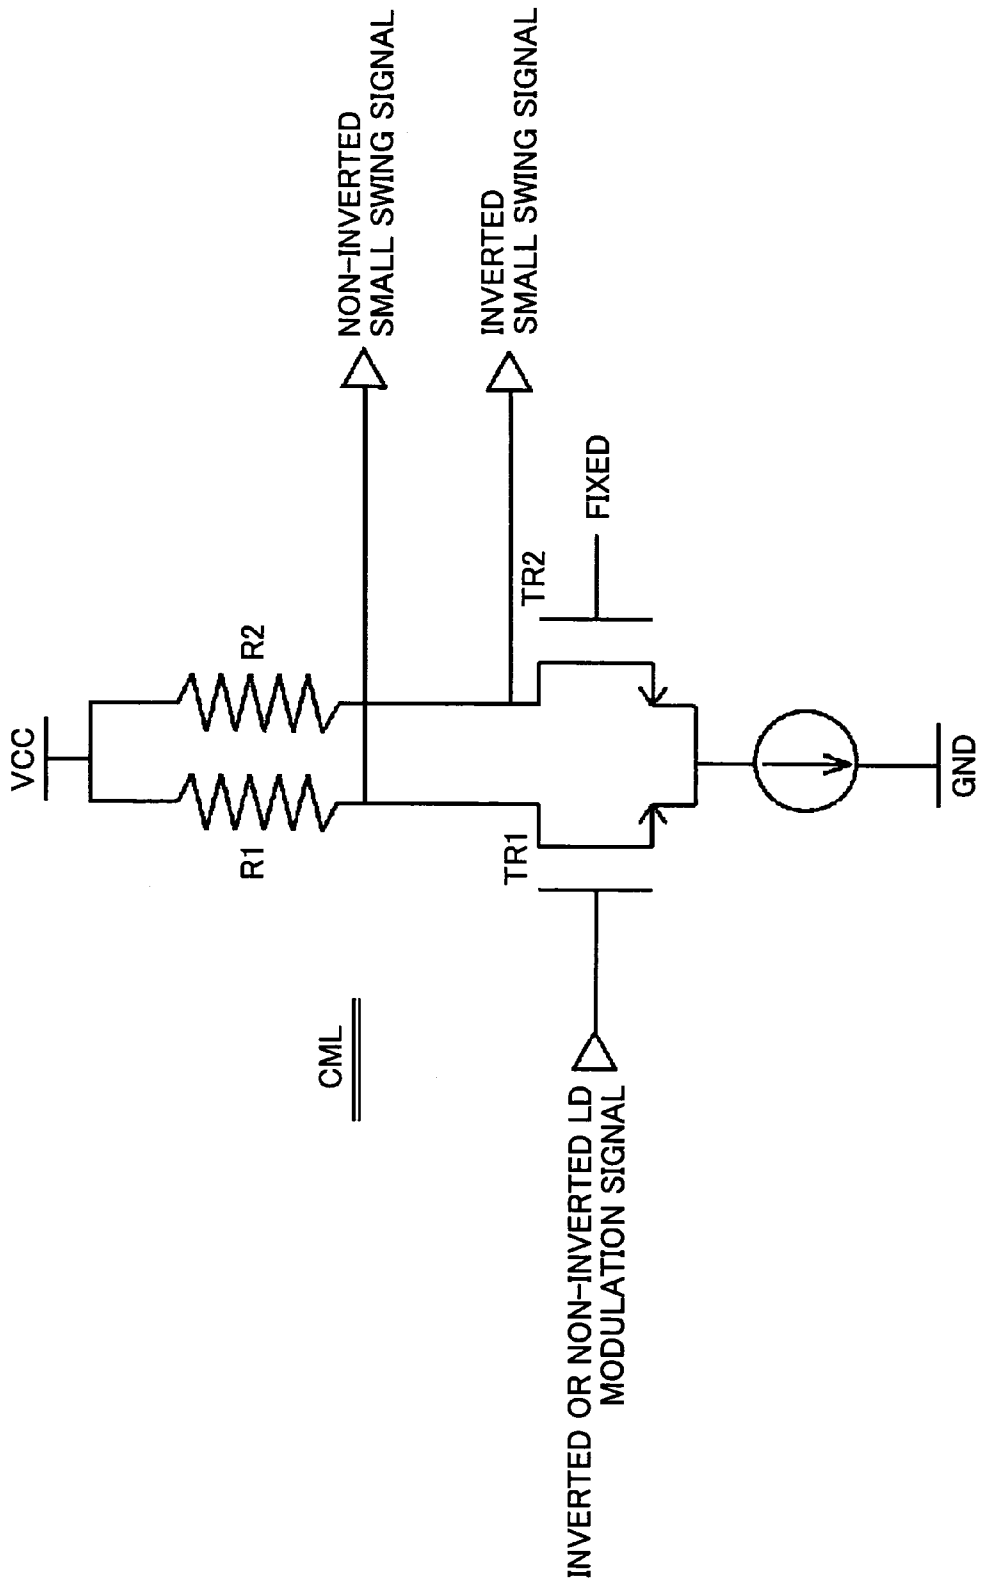 VCC
R1
R2
CML
NON-INVERTED
SMALL SWING SIGNAL
INVERTED
SMALL SWING SIGNAL
TR1
TR2
FIXED
INVERTED OR NON-INVERTED LD
MODULATION SIGNAL
GND